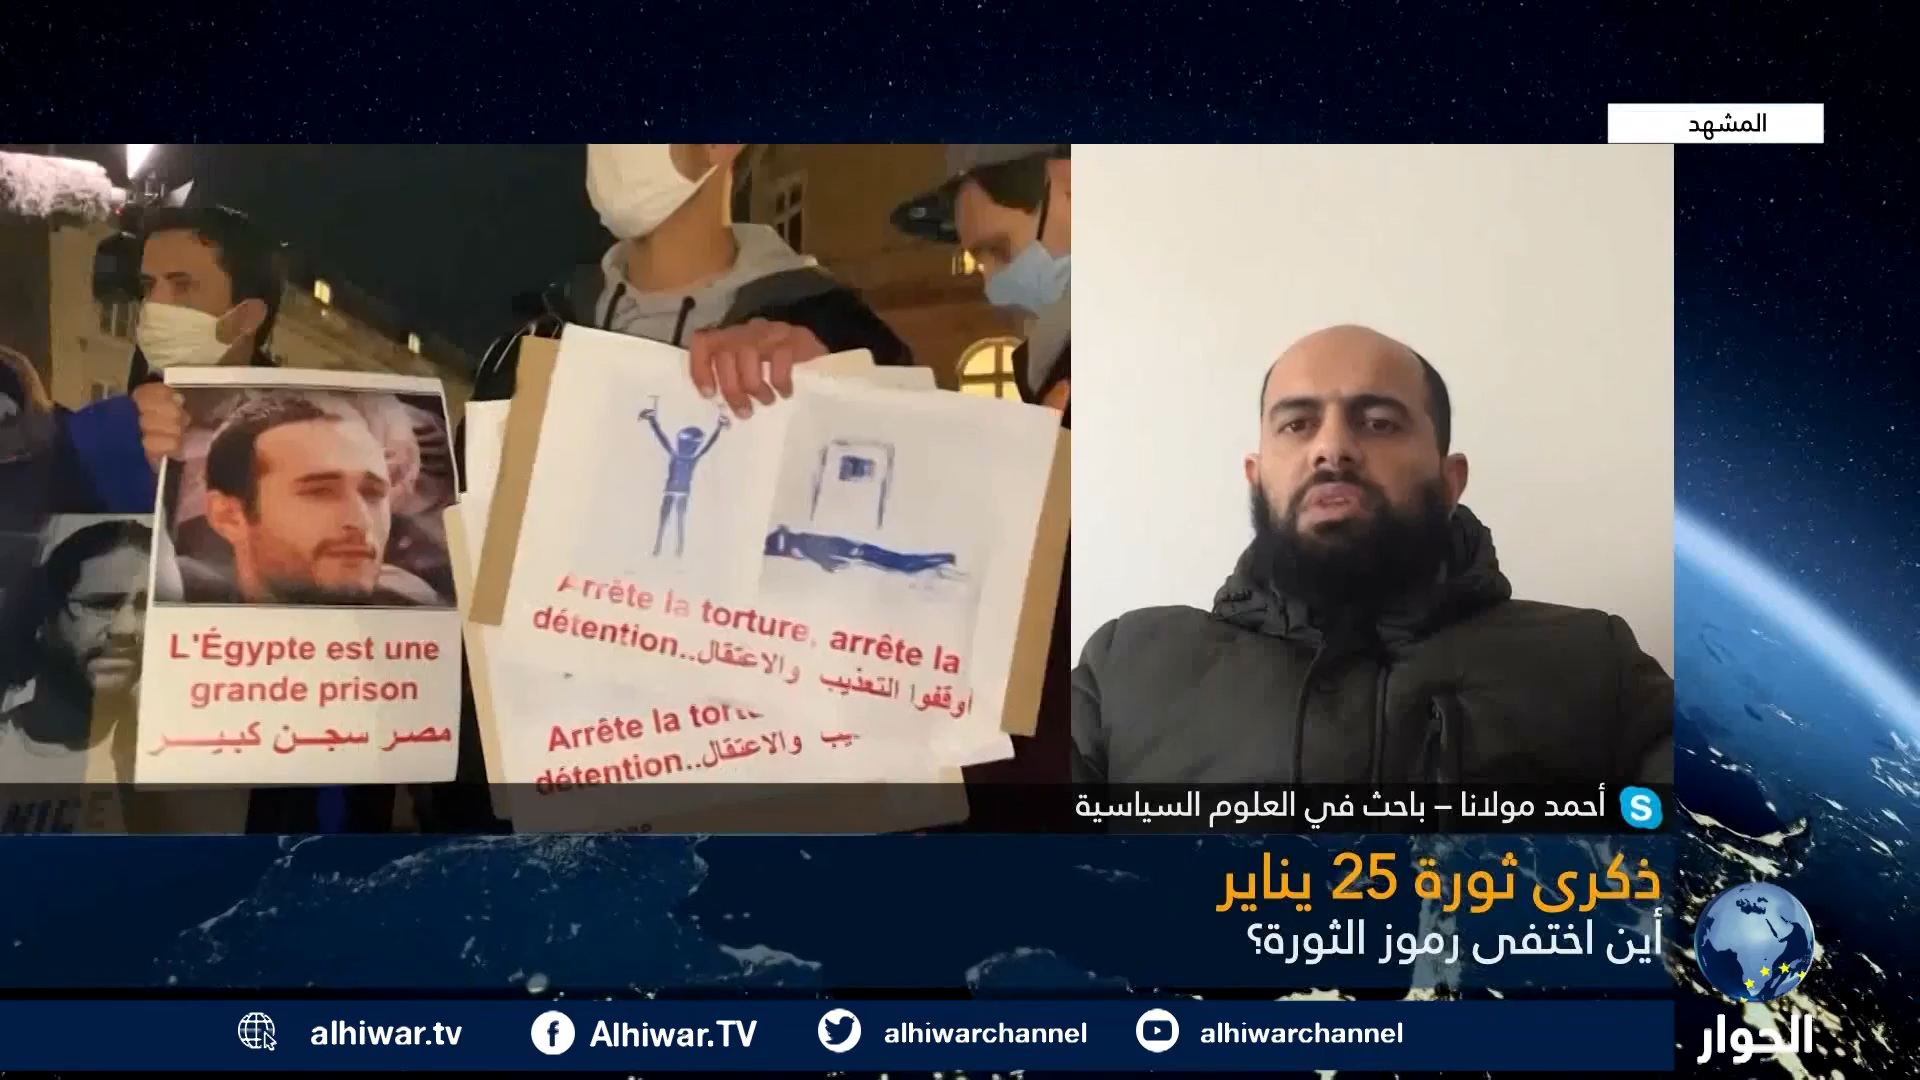 المشهد
L'Égypte est une
grande prison
مصر سجن كبير
Arrête la torture, arrête la
détention..أوقفوا التعذيب والاعتقال
Arrête la
détention..والاعتقال
أحمد مولانا – باحث في العلوم السياسية
ذكرى ثورة 25 يناير
أين اختفى رموز الثورة؟
alhiwar.tv
Alhiwar.TV
alhiwarchannel
alhiwarchannel
الحوار